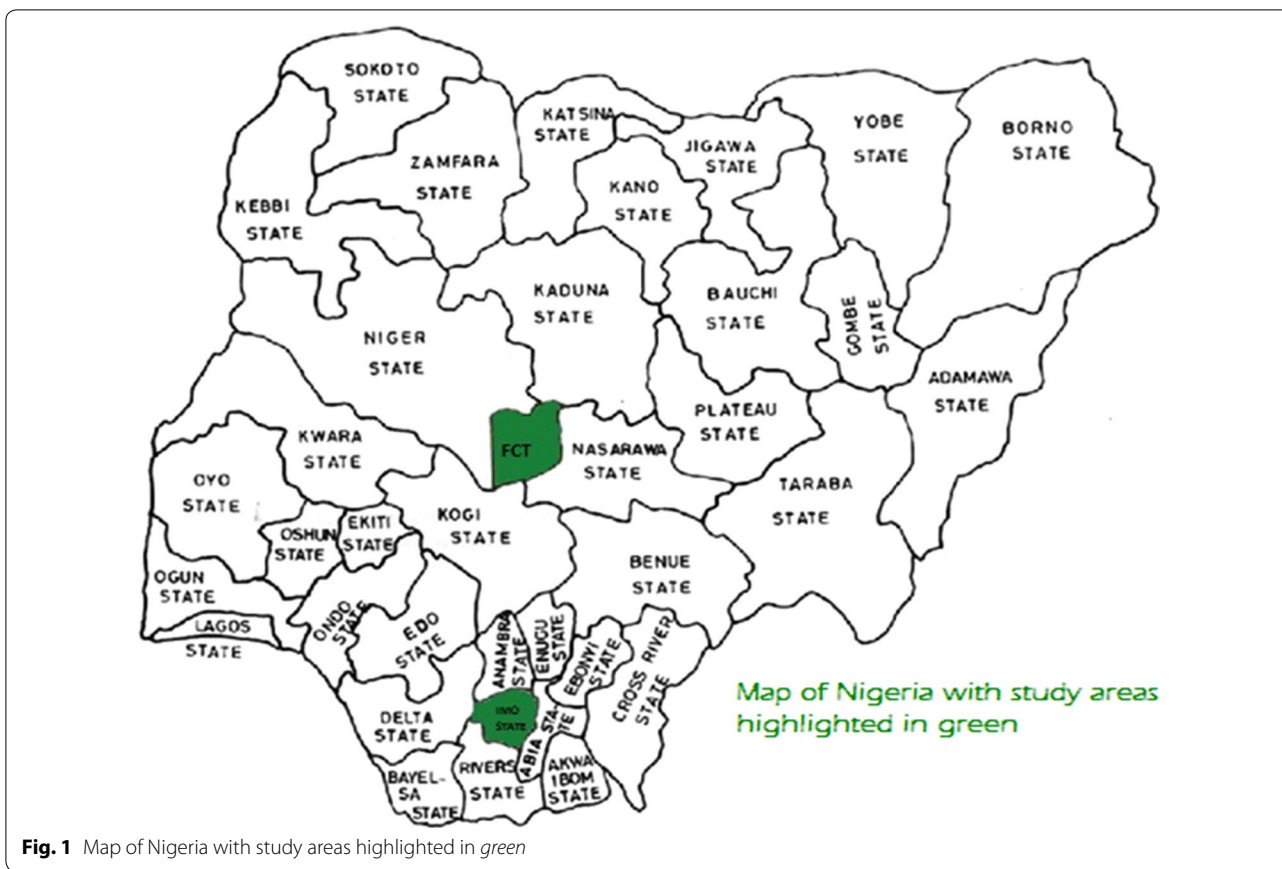 SOKOTO
STATE
KATSINA
STATE
JIGAWA
STATE
YOBE
STATE
BORNO
STATE
ZAMFARA
STATE
KANO
STATE
KEBBI
STATE
KADUNA
STATE
BAUCHI
STATE
GOMBE
STATE
NIGER
STATE
ADAMAWA
STATE
PLATEAU
STATE
FCT
NASARAWA
STATE
KWARA
STATE
OYO
STATE
TARABA
STATE
KOGI
STATE
OSHUN
STATE
EKITI
STATE
BENUE
STATE
OGUN
STATE
LAGOS
STATE
ONDO
STATE
EDO
STATE
ANAMBRA
STATE
ENUGU
STATE
EBONYI
STATE
CROSS RIVER
STATE
IMO
STATE
DELTA
STATE
ABIA STA-
TE
RIVERS
STATE
AKWA
IBOM
STATE
BAYEL-
SA
STATE
Map of Nigeria with study areas
highlighted in green
Fig. 1 Map of Nigeria with study areas highlighted in green